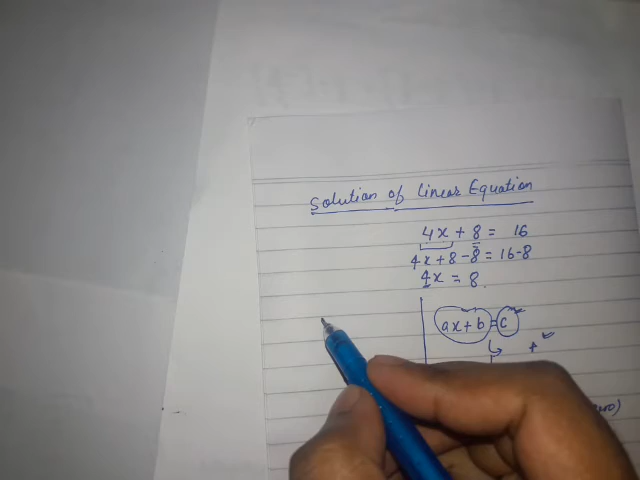 Solution of Linear Equation
4x + 8 = 16
4x + 8 - 8 = 16-8
4x = 8
ax + b = c